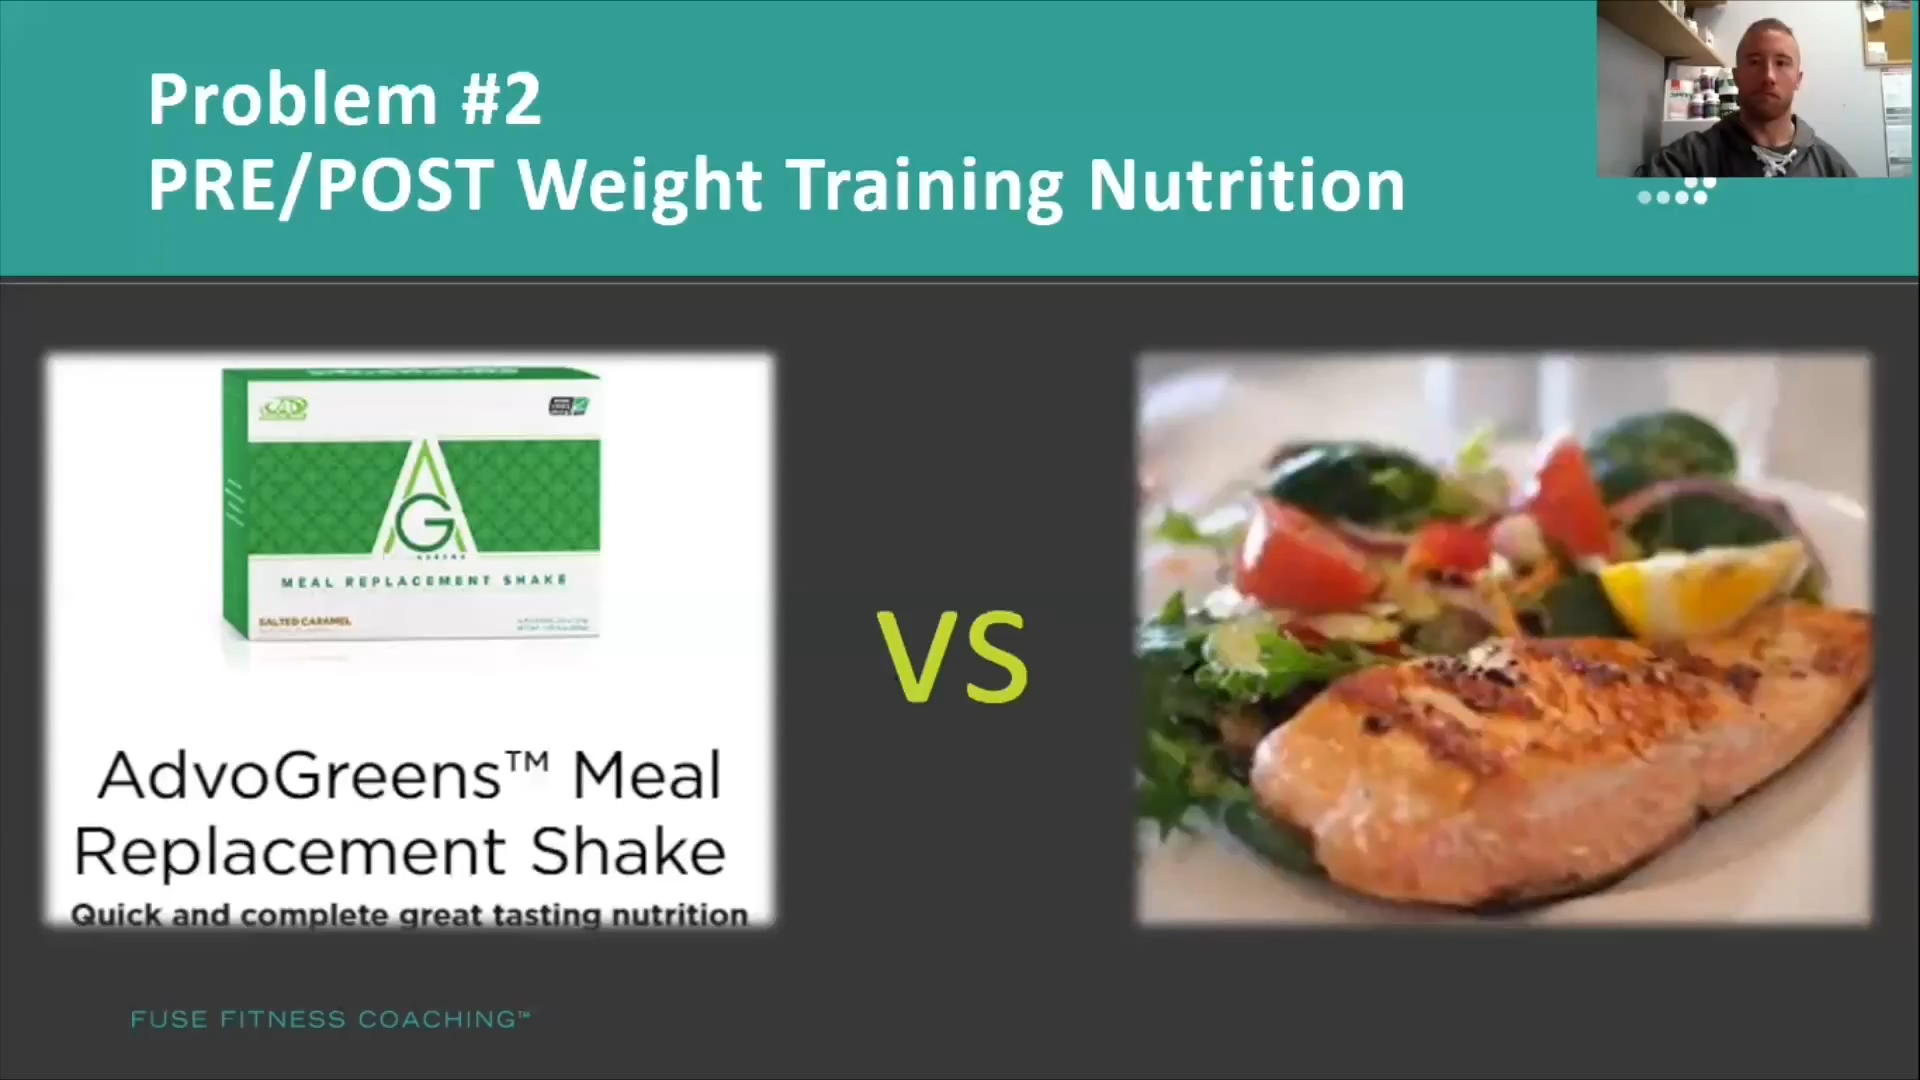 Problem #2
PRE/POST Weight Training Nutrition
AG
MEAL REPLACEMENT SHAKE
SALTED CARAMEL
VS
AdvoGreens™ Meal
Replacement Shake
Quick and complete great tasting nutrition
FUSE FITNESS COACHING™